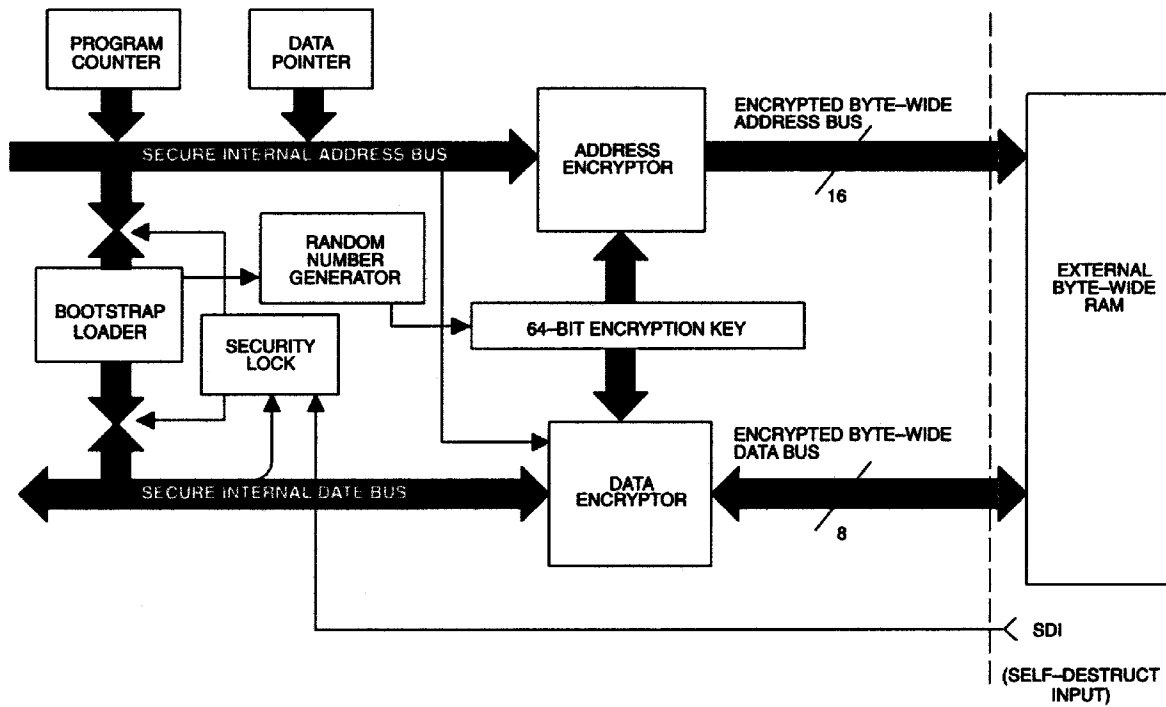 PROGRAM
COUNTER
DATA
POINTER
SECURE INTERNAL ADDRESS BUS
ADDRESS
ENCRYPTOR
ENCRYPTED BYTE–WIDE
ADDRESS BUS
16
EXTERNAL
BYTE–WIDE
RAM
RANDOM
NUMBER
GENERATOR
BOOTSTRAP
LOADER
SECURITY
LOCK
64–BIT ENCRYPTION KEY
SECURE INTERNAL DATE BUS
DATA
ENCRYPTOR
ENCRYPTED BYTE–WIDE
DATA BUS
8
SDI
(SELF–DESTRUCT
INPUT)